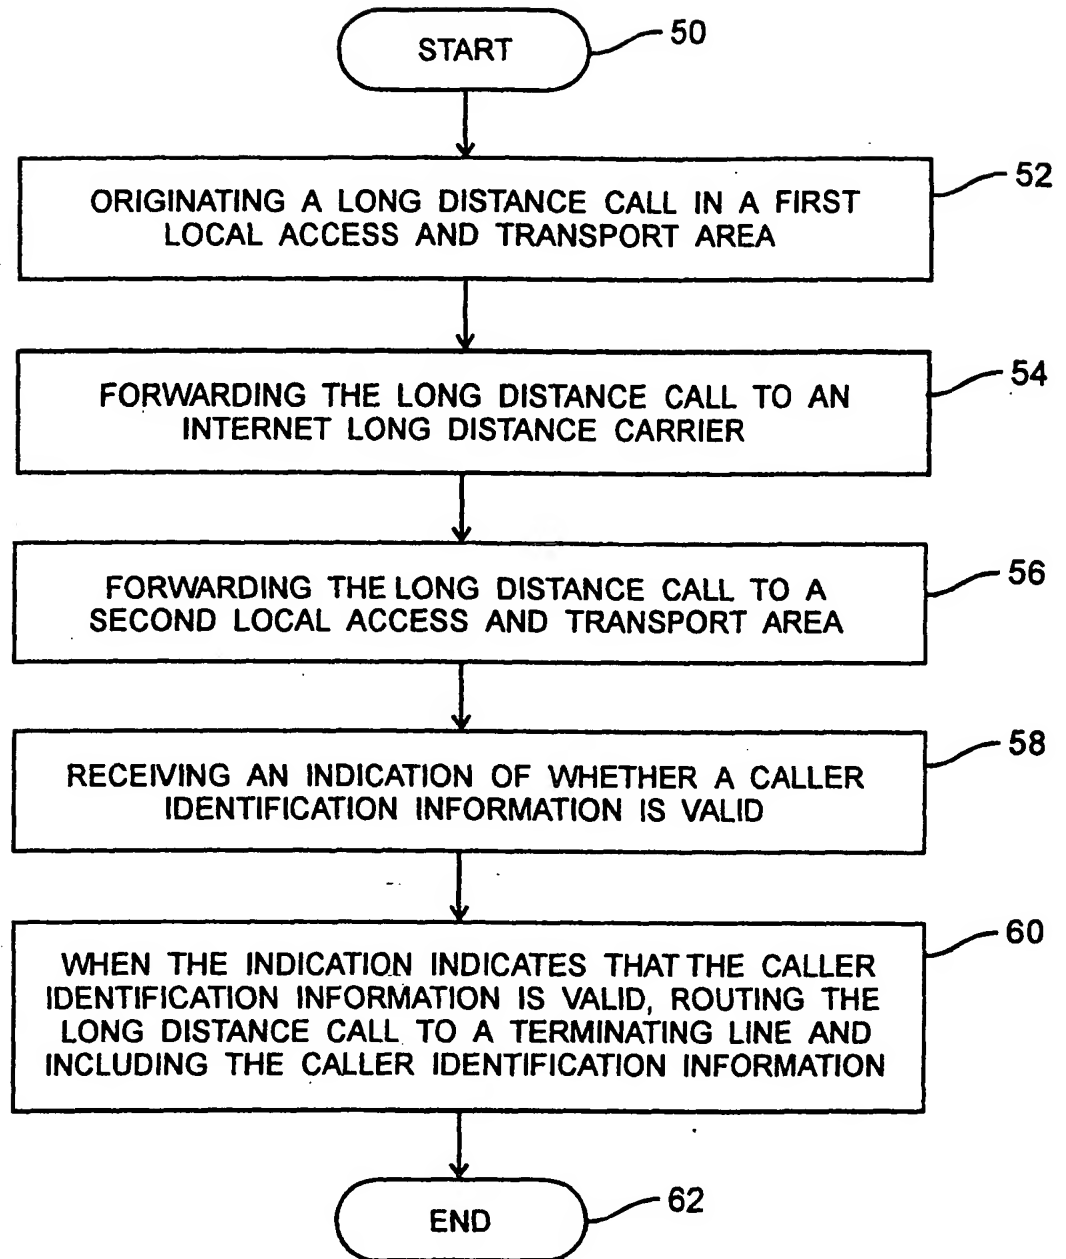 START
50
ORIGINATING A LONG DISTANCE CALL IN A FIRST
LOCAL ACCESS AND TRANSPORT AREA
52
FORWARDING THE LONG DISTANCE CALL TO AN
INTERNET LONG DISTANCE CARRIER
54
FORWARDING THE LONG DISTANCE CALL TO A
SECOND LOCAL ACCESS AND TRANSPORT AREA
56
RECEIVING AN INDICATION OF WHETHER A CALLER
IDENTIFICATION INFORMATION IS VALID
58
WHEN THE INDICATION INDICATES THAT THE CALLER
IDENTIFICATION INFORMATION IS VALID, ROUTING THE
LONG DISTANCE CALL TO A TERMINATING LINE AND
INCLUDING THE CALLER IDENTIFICATION INFORMATION
60
END
62